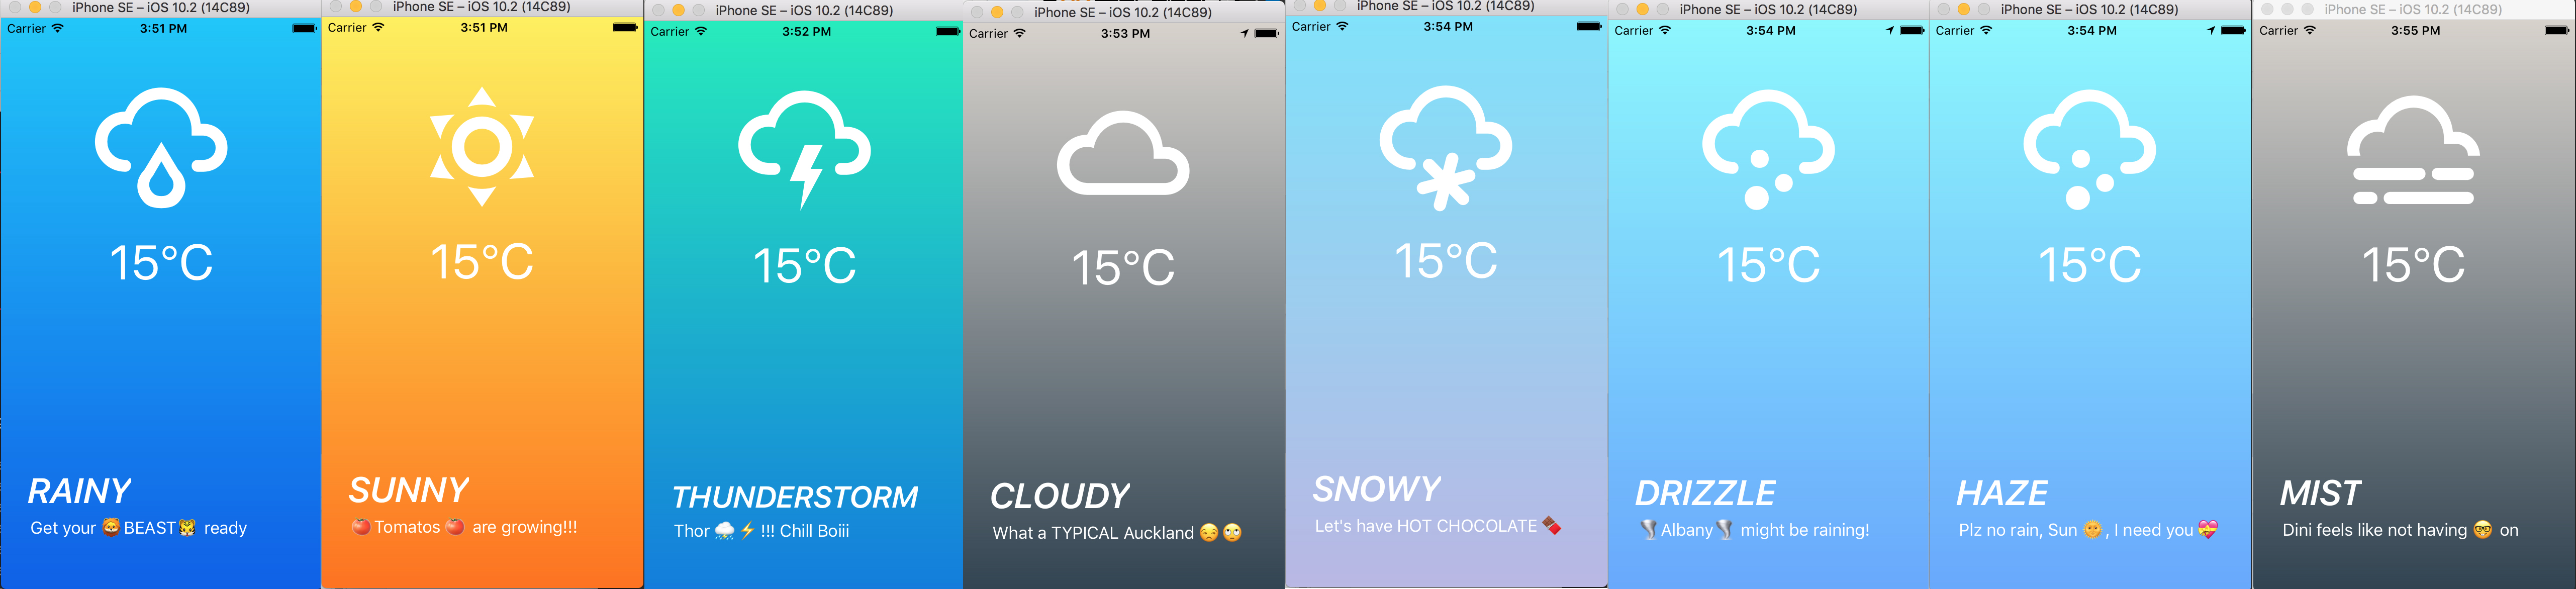 iPhone SE – iOS 10.2 (14C89)
Carrier 3:51 PM
15°C
RAINY
Get your 🦁BEAST🐯 ready
iPhone SE – iOS 10.2 (14C89)
Carrier 3:51 PM
15°C
SUNNY
🍅Tomatos🍅 are growing!!!
iPhone SE – iOS 10.2 (14C89)
Carrier 3:52 PM
15°C
THUNDERSTORM
Thor ⛈⚡!!! Chill Boiii
iPhone SE – iOS 10.2 (14C89)
Carrier 3:53 PM
15°C
CLOUDY
What a TYPICAL Auckland 😒🙄
iPhone SE – iOS 10.2 (14C89)
Carrier 3:54 PM
15°C
SNOWY
Let's have HOT CHOCOLATE 🍫
iPhone SE – iOS 10.2 (14C89)
Carrier 3:54 PM
15°C
DRIZZLE
🌪Albany🌪 might be raining!
iPhone SE – iOS 10.2 (14C89)
Carrier 3:54 PM
15°C
HAZE
Plz no rain, Sun 🌞, I need you 💝
iPhone SE – iOS 10.2 (14C89)
Carrier 3:55 PM
15°C
MIST
Dini feels like not having 🤓 on